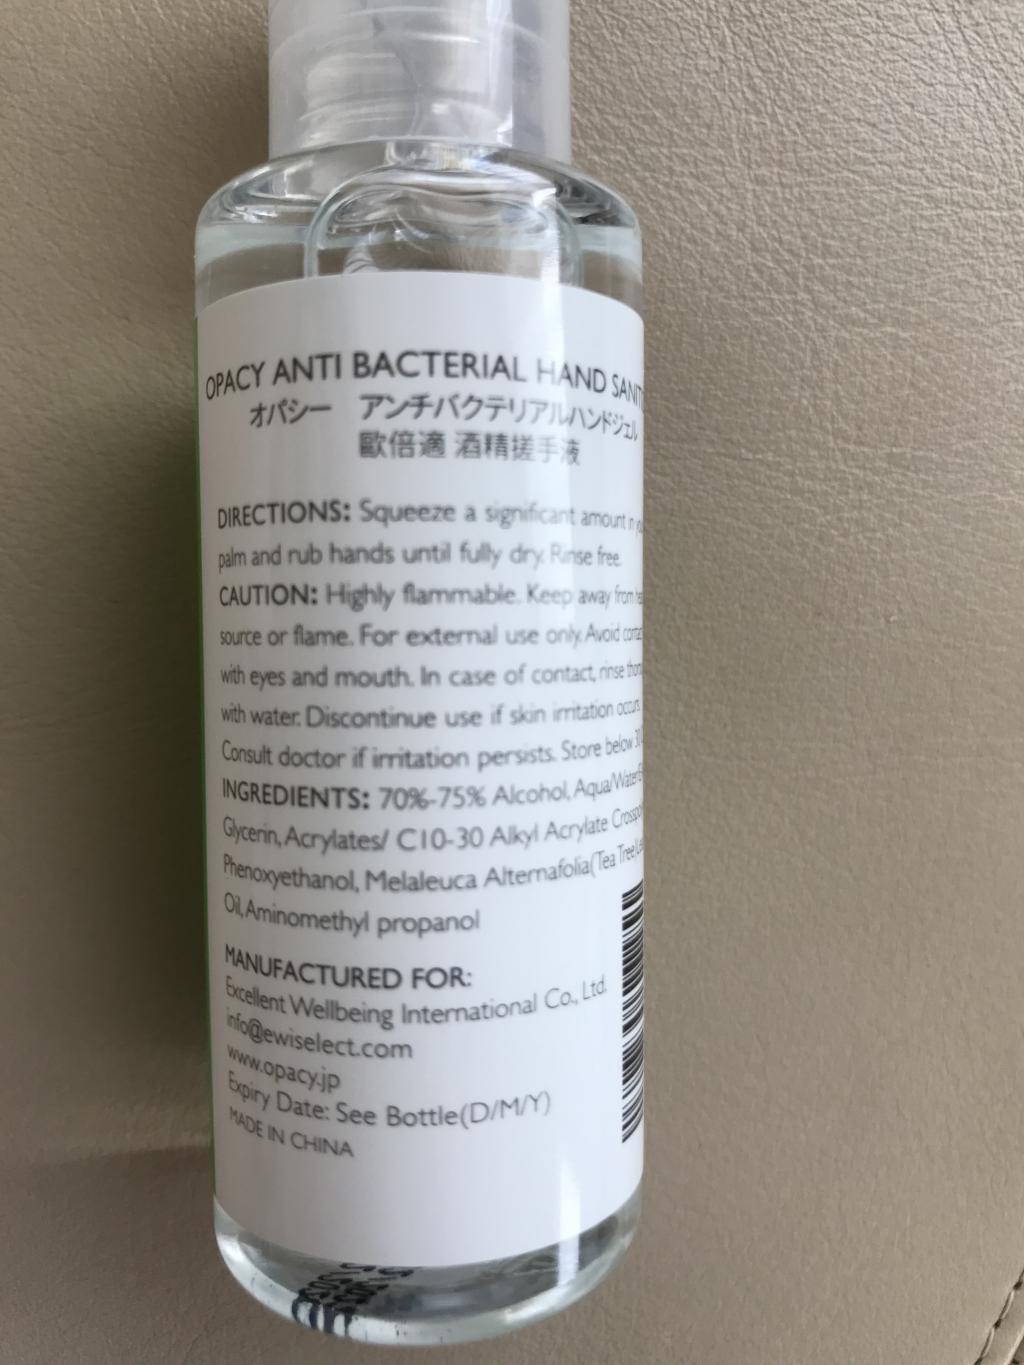 OPACY ANTI BACTERIAL HAND
オパシー アンチバクテリアルハンドジェル
歐倍適 酒精搓手液
DIRECTIONS: Squeeze a significant amount in
palm and rub hands until fully dry. Rinse free.
CAUTION: Highly flammable. Keep away from
source or flame. For external use only. Avoid
with eyes and mouth. In case of contact, rinse
with water. Discontinue use if skin irritation occurs.
Consult doctor if irritation persists. Store below
INGREDIENTS: 70%-75% Alcohol, Aqua/Water
Glycerin, Acrylates/ C10-30 Alkyl Acrylate
Phenoxyethanol, Melaleuca Alternafolia(Tea Tree)
Oil, Aminomethyl propanol
MANUFACTURED FOR:
Excellent Wellbeing International Co., Ltd.
info@ewiselect.com
www.opacy.jp
Expiry Date: See Bottle(D/M/Y)
MADE IN CHINA